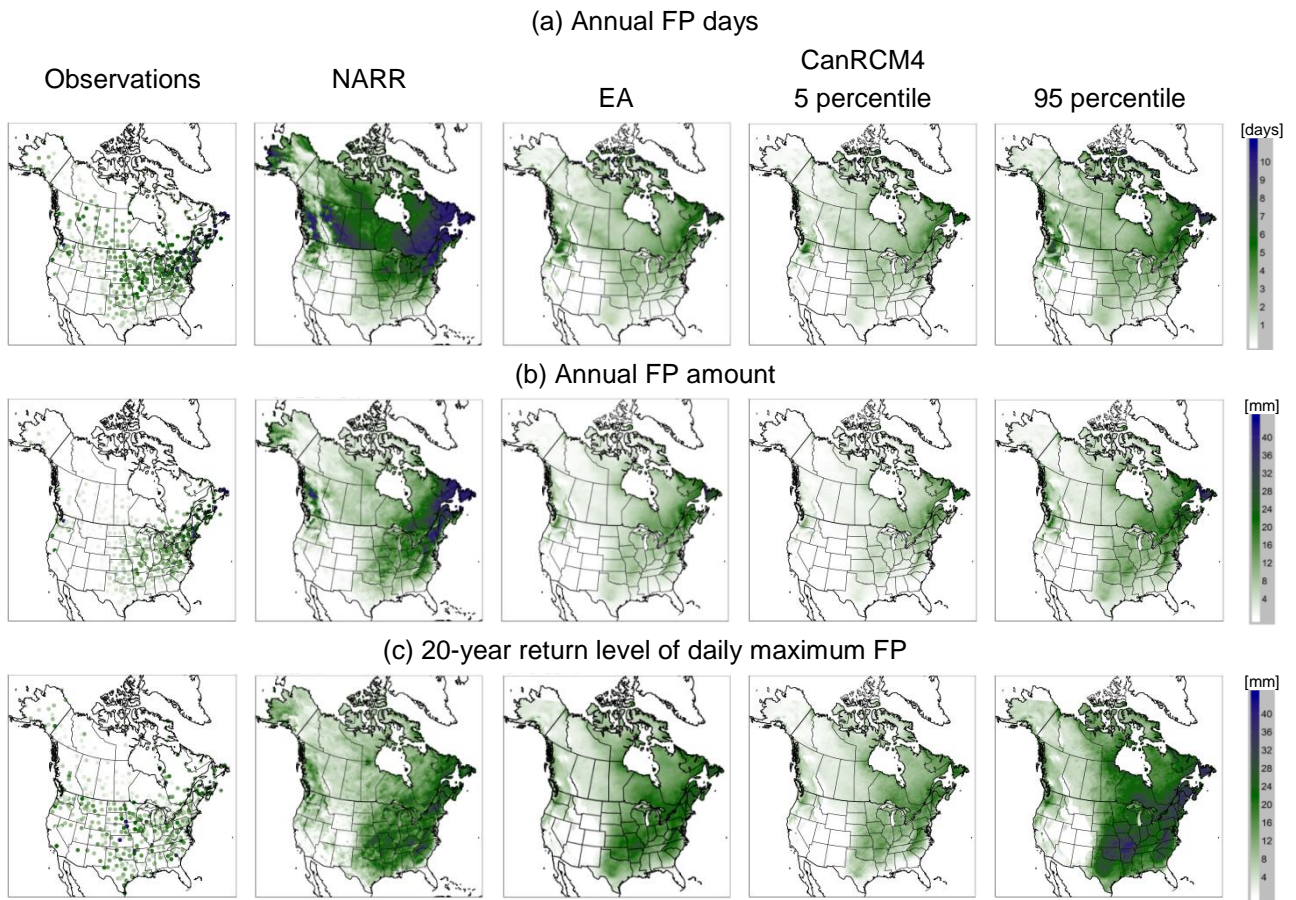 (a) Annual FP days
CanRCM4
Observations
NARR
EA
5 percentile
95 percentile
[days]
10
9
8
7
6
5
4
3
2
1
(b) Annual FP amount
[mm]
40
36
32
28
24
20
16
12
8
4
(c) 20-year return level of daily maximum FP
[mm]
44
36
32
28
24
20
16
12
8
4